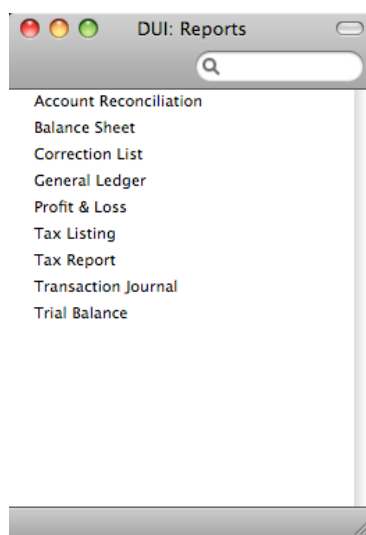 DUI: Reports
Account Reconciliation
Balance Sheet
Correction List
General Ledger
Profit & Loss
Tax Listing
Tax Report
Transaction Journal
Trial Balance